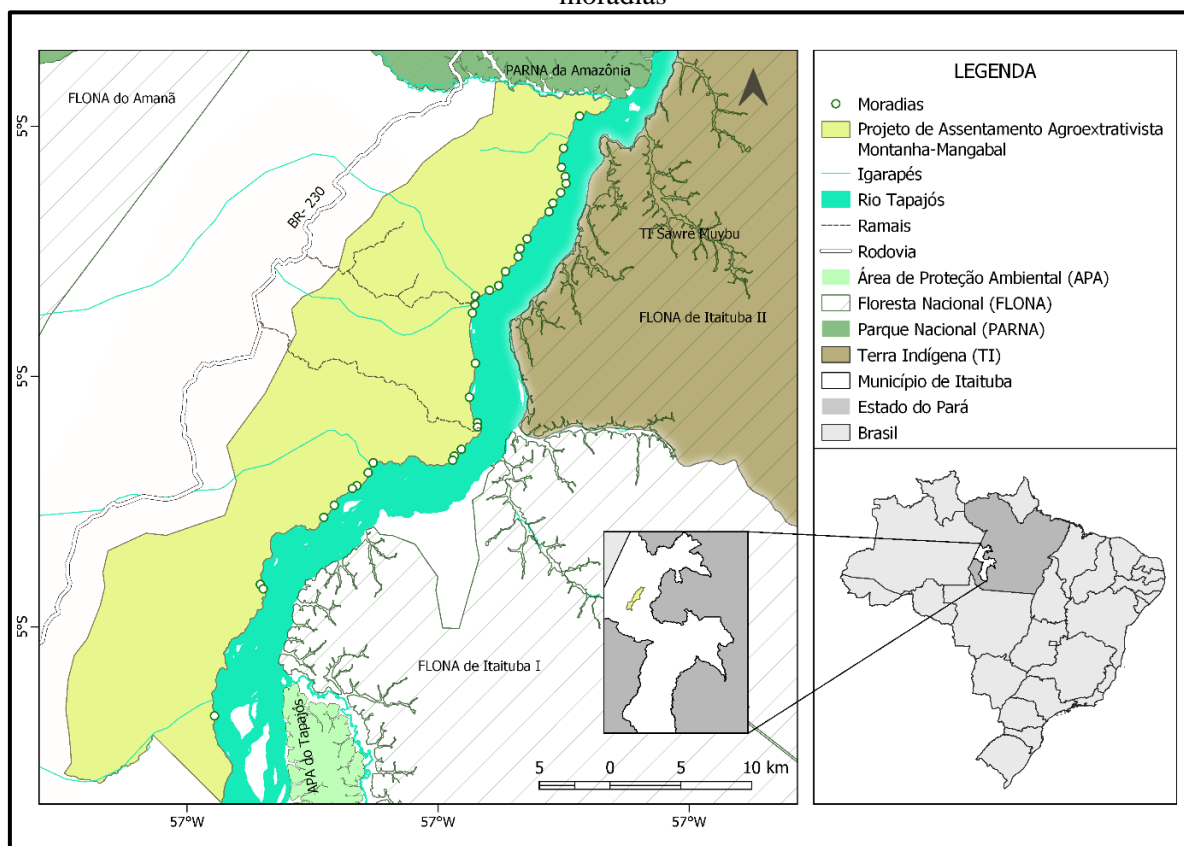 moradias
PARNA da Amazônia
FLONA do Amanã
5°S
BR- 230
TI Sawré Muybu
FLONA de Itaituba II
5°S
5°S
FLONA de Itaituba I
APA do Tapajós
5 0 5 10 km
57°W 57°W 57°W
LEGENDA
Moradias
Projeto de Assentamento Agroextrativista
Montanha-Mangabal
Igarapés
Rio Tapajós
Ramais
Rodovia
Área de Proteção Ambiental (APA)
Floresta Nacional (FLONA)
Parque Nacional (PARNA)
Terra Indígena (TI)
Município de Itaituba
Estado do Pará
Brasil